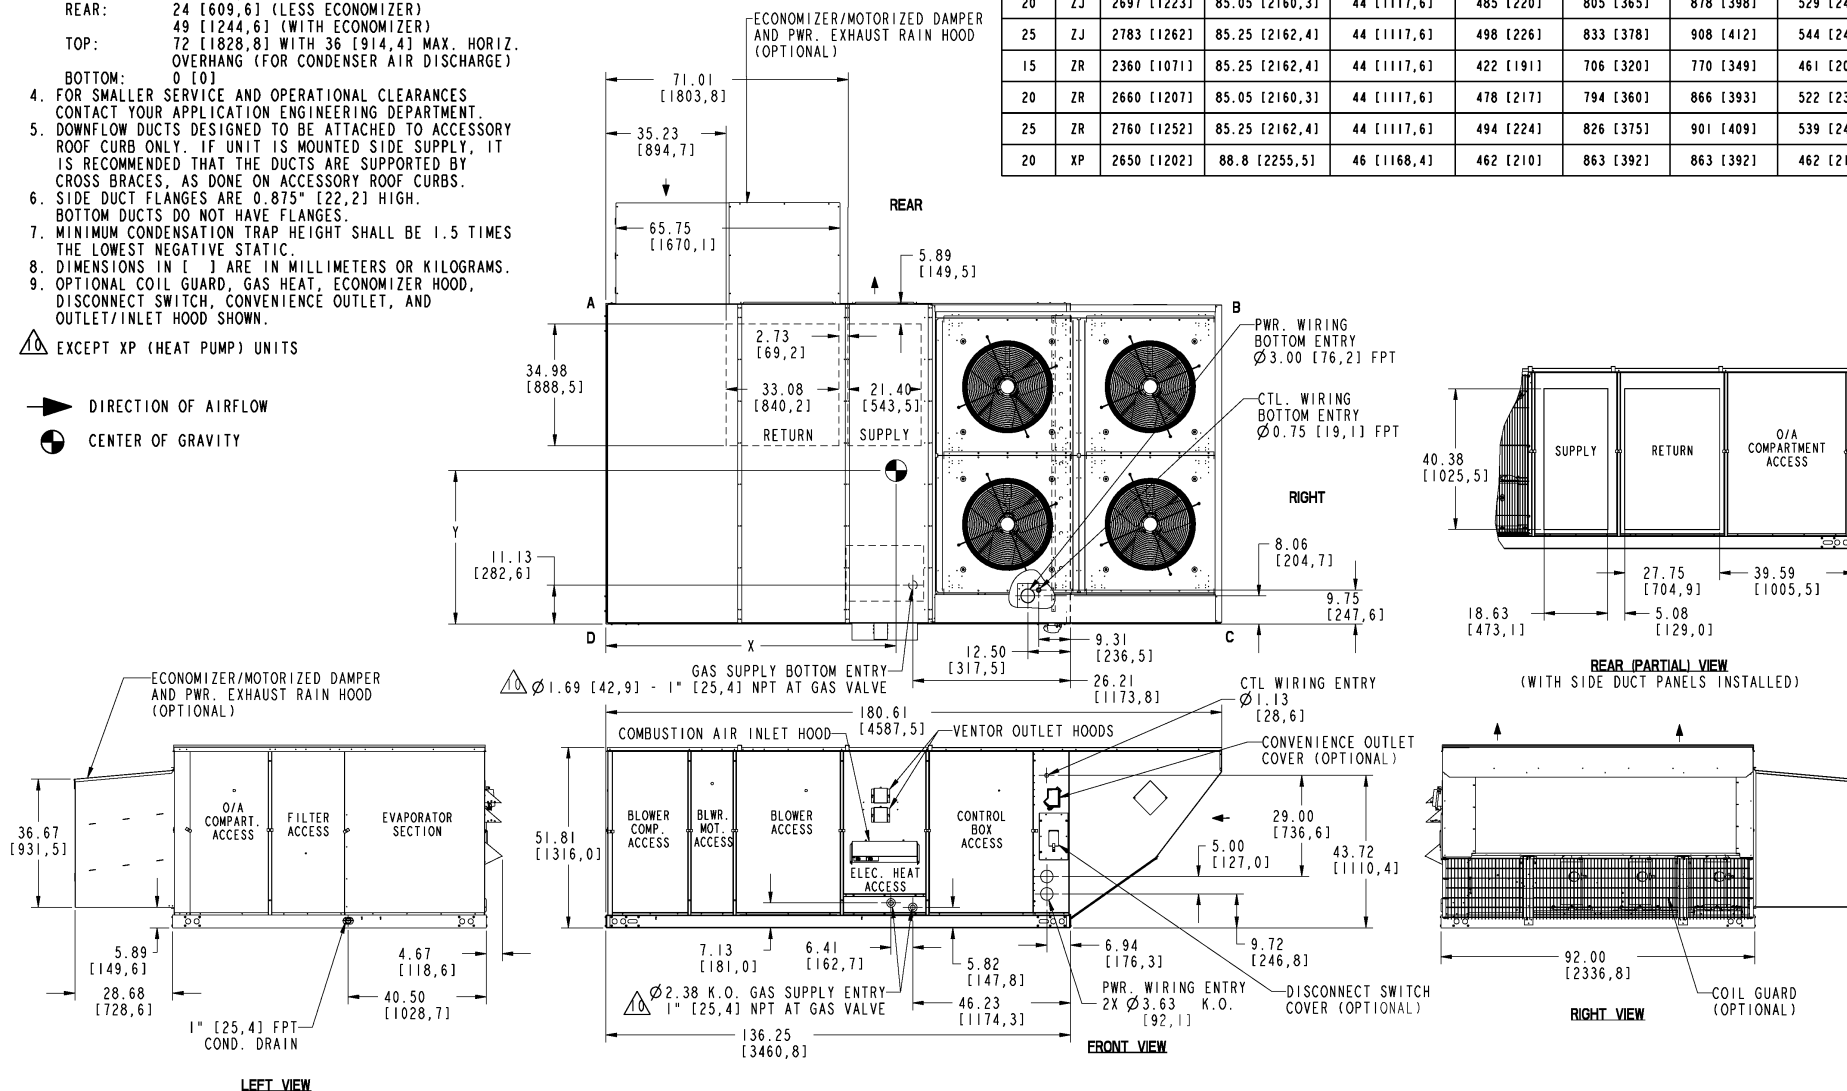 REAR: 24 [609,6] (LESS ECONOMIZER)
49 [1244,6] (WITH ECONOMIZER)
TOP: 72 [1828,8] WITH 36 [914,4] MAX. HORIZ.
OVERHANG (FOR CONDENSER AIR DISCHARGE)
BOTTOM: 0 [0]
4. FOR SMALLER SERVICE AND OPERATIONAL CLEARANCES
CONTACT YOUR APPLICATION ENGINEERING DEPARTMENT.
5. DOWNFLOW DUCTS DESIGNED TO BE ATTACHED TO ACCESSORY
ROOF CURB ONLY. IF UNIT IS MOUNTED SIDE SUPPLY, IT
IS RECOMMENDED THAT THE DUCTS ARE SUPPORTED BY
CROSS BRACES, AS DONE ON ACCESSORY ROOF CURBS.
6. SIDE DUCT FLANGES ARE 0.875" [22,2] HIGH.
BOTTOM DUCTS DO NOT HAVE FLANGES.
7. MINIMUM CONDENSATION TRAP HEIGHT SHALL BE 1.5 TIMES
THE LOWEST NEGATIVE STATIC.
8. DIMENSIONS IN [ ] ARE IN MILLIMETERS OR KILOGRAMS.
9. OPTIONAL COIL GUARD, GAS HEAT, ECONOMIZER HOOD,
DISCONNECT SWITCH, CONVENIENCE OUTLET, AND
OUTLET/INLET HOOD SHOWN.
10 EXCEPT XP (HEAT PUMP) UNITS
DIRECTION OF AIRFLOW
CENTER OF GRAVITY
20 ZJ 2697 [1223] 85.05 [2160,3] 44 [1117,6] 485 [220] 805 [365] 878 [398] 529 [24
25 ZJ 2783 [1262] 85.25 [2162,4] 44 [1117,6] 498 [226] 833 [378] 908 [412] 544 [24
15 ZR 2360 [1071] 85.25 [2162,4] 44 [1117,6] 422 [191] 706 [320] 770 [349] 461 [20
20 ZR 2660 [1207] 85.05 [2160,3] 44 [1117,6] 478 [217] 794 [360] 866 [393] 522 [23
25 ZR 2760 [1252] 85.25 [2162,4] 44 [1117,6] 494 [224] 826 [375] 901 [409] 539 [24
20 XP 2650 [1202] 88.8 [2255,5] 46 [1168,4] 462 [210] 863 [392] 863 [392] 462 [21
ECONOMIZER/MOTORIZED DAMPER
AND PWR. EXHAUST RAIN HOOD
(OPTIONAL)
71.01
[1803,8]
35.23
[894,7]
65.75
[1670,1]
REAR
5.89
[149,5]
A
B
2.73
[69,2]
34.98
[888,5]
33.08
[840,2]
21.40
[543,5]
RETURN
SUPPLY
PWR. WIRING
BOTTOM ENTRY
Ø3.00 [76,2] FPT
CTL. WIRING
BOTTOM ENTRY
Ø0.75 [19,1] FPT
RIGHT
Y
11.13
[282,6]
8.06
[204,7]
9.75
[247,6]
D
X
C
9.31
[236,5]
12.50
[317,5]
26.21
[1173,8]
GAS SUPPLY BOTTOM ENTRY
10 Ø1.69 [42,9] - 1" [25,4] NPT AT GAS VALVE
SUPPLY
RETURN
O/A
COMPARTMENT
ACCESS
40.38
[1025,5]
27.75
[704,9]
39.59
[1005,5]
18.63
[473,1]
5.08
[129,0]
REAR (PARTIAL) VIEW
(WITH SIDE DUCT PANELS INSTALLED)
ECONOMIZER/MOTORIZED DAMPER
AND PWR. EXHAUST RAIN HOOD
(OPTIONAL)
O/A
COMPART.
ACCESS
FILTER
ACCESS
EVAPORATOR
SECTION
36.67
[931,5]
5.89
[149,6]
28.68
[728,6]
4.67
[118,6]
40.50
[1028,7]
1" [25,4] FPT
COND. DRAIN
LEFT VIEW
180.61
[4587,5]
COMBUSTION AIR INLET HOOD
VENTOR OUTLET HOODS
CTL WIRING ENTRY
Ø1.13
[28,6]
CONVENIENCE OUTLET
COVER (OPTIONAL)
BLOWER
COMP.
ACCESS
BLWR.
MOT.
ACCESS
BLOWER
ACCESS
ELEC. HEAT
ACCESS
CONTROL
BOX
ACCESS
51.81
[1316,0]
29.00
[736,6]
5.00
[127,0]
43.72
[1110,4]
7.13
[181,0]
6.41
[162,7]
5.82
[147,8]
6.94
[176,3]
9.72
[246,8]
10 Ø2.38 K.O. GAS SUPPLY ENTRY
1" [25,4] NPT AT GAS VALVE
46.23
[1174,3]
PWR. WIRING ENTRY
2X Ø3.63 K.O.
[92,1]
DISCONNECT SWITCH
COVER (OPTIONAL)
136.25
[3460,8]
FRONT VIEW
92.00
[2336,8]
COIL GUARD
(OPTIONAL)
RIGHT VIEW